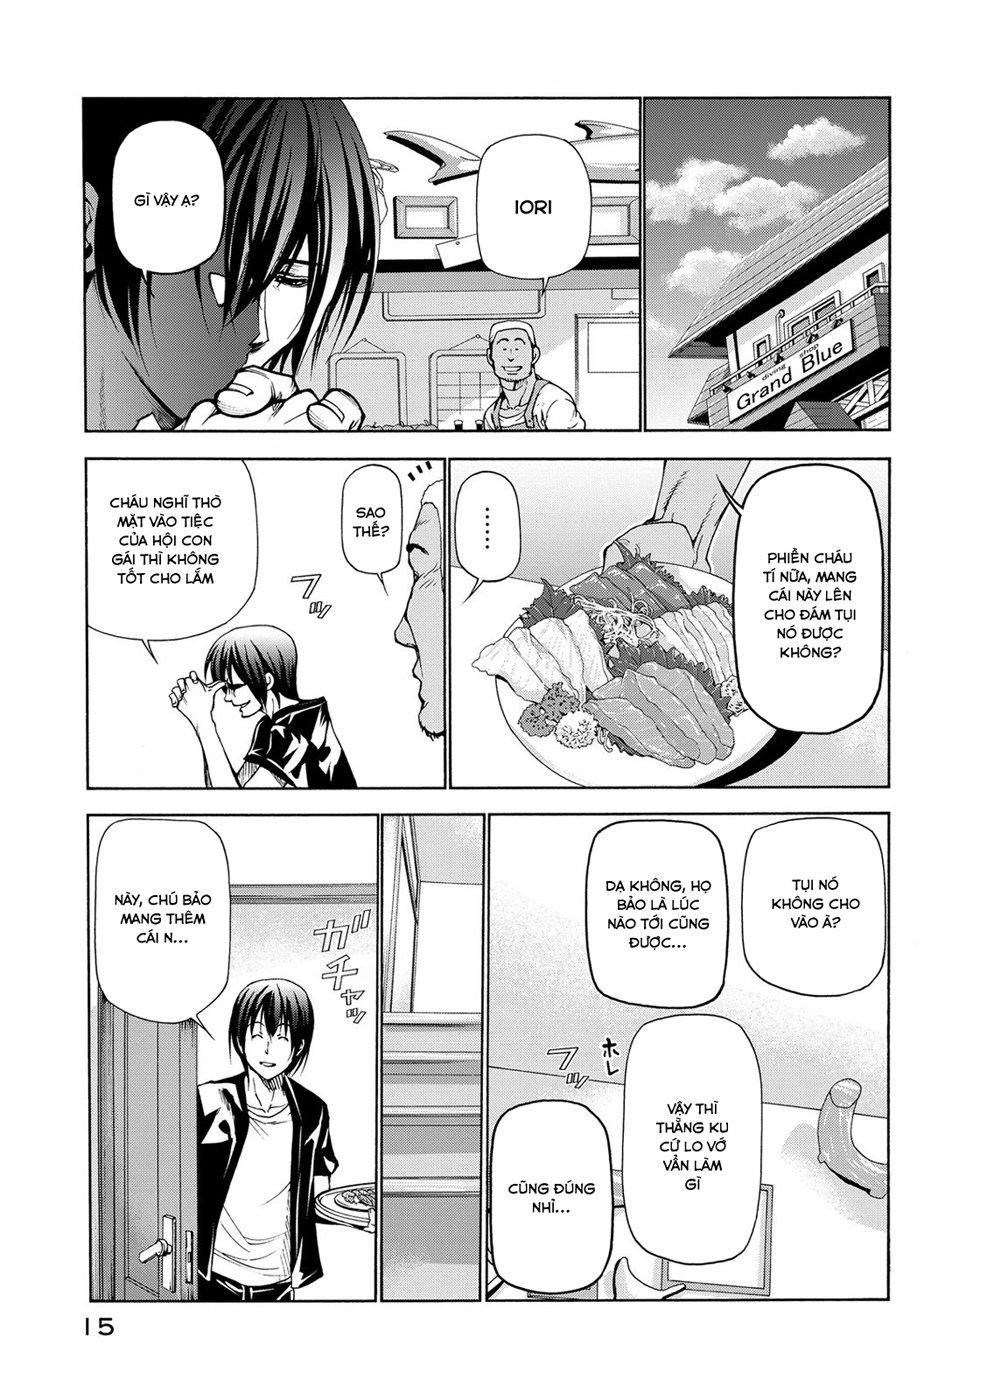 diving shop
Grand Blue
IORI
GÌ VẬY Ạ?
PHIỀN CHÁU
TÍ NỮA, MANG
CÁI NÀY LÊN
CHO ĐÁM TỤI
NÓ ĐƯỢC
KHÔNG?
......
SAO
THẾ?
CHÁU NGHĨ THÒ
MẶT VÀO TIỆC
CỦA HỘI CON
GÁI THÌ KHÔNG
TỐT CHO LẮM
フッ
TỤI NÓ
KHÔNG CHO
VÀO À?
DẠ KHÔNG, HỌ
BẢO LÀ LÚC
NÀO TỚI CŨNG
ĐƯỢC...
VẬY THÌ
THẰNG KU
CỨ LO VỚ
VẨN LÀM
GÌ
ホレ
フッ
CŨNG ĐÚNG
NHỈ...
NÀY, CHÚ BẢO
MANG THÊM
CÁI N...
ガチャッ
15